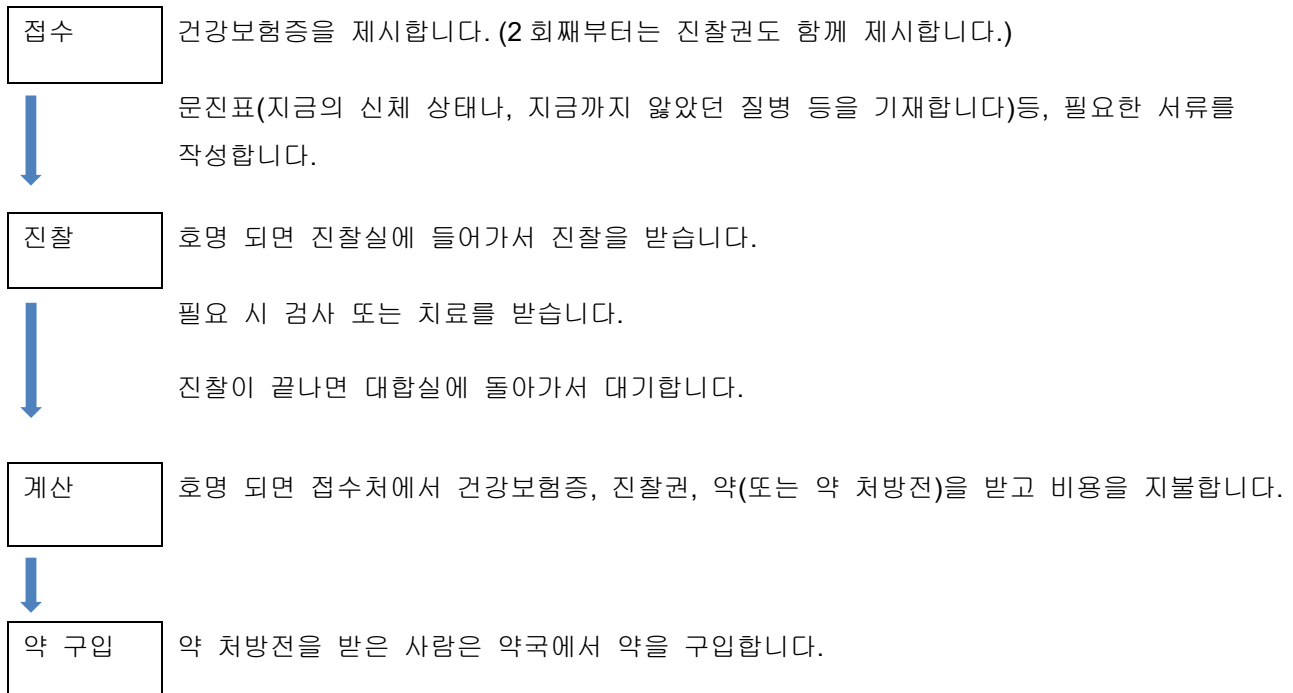 접수 건강보험증을 제시합니다. (2 회째부터는 진찰권도 함께 제시합니다.)
문진표(지금의 신체 상태나, 지금까지 앓았던 질병 등을 기재합니다)등, 필요한 서류를
작성합니다.
진찰 호명 되면 진찰실에 들어가서 진찰을 받습니다.
필요 시 검사 또는 치료를 받습니다.
진찰이 끝나면 대합실에 돌아가서 대기합니다.
계산 호명 되면 접수처에서 건강보험증, 진찰권, 약(또는 약 처방전)을 받고 비용을 지불합니다.
약 구입 약 처방전을 받은 사람은 약국에서 약을 구입합니다.